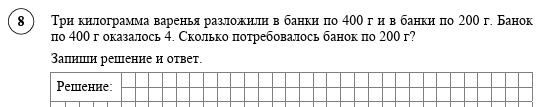 8
Три килограмма варенья разложили в банки по 400 г и в банки по 200 г. Банок
по 400 г оказалось 4. Сколько потребовалось банок по 200 г?
Запиши решение и ответ.
Решение: